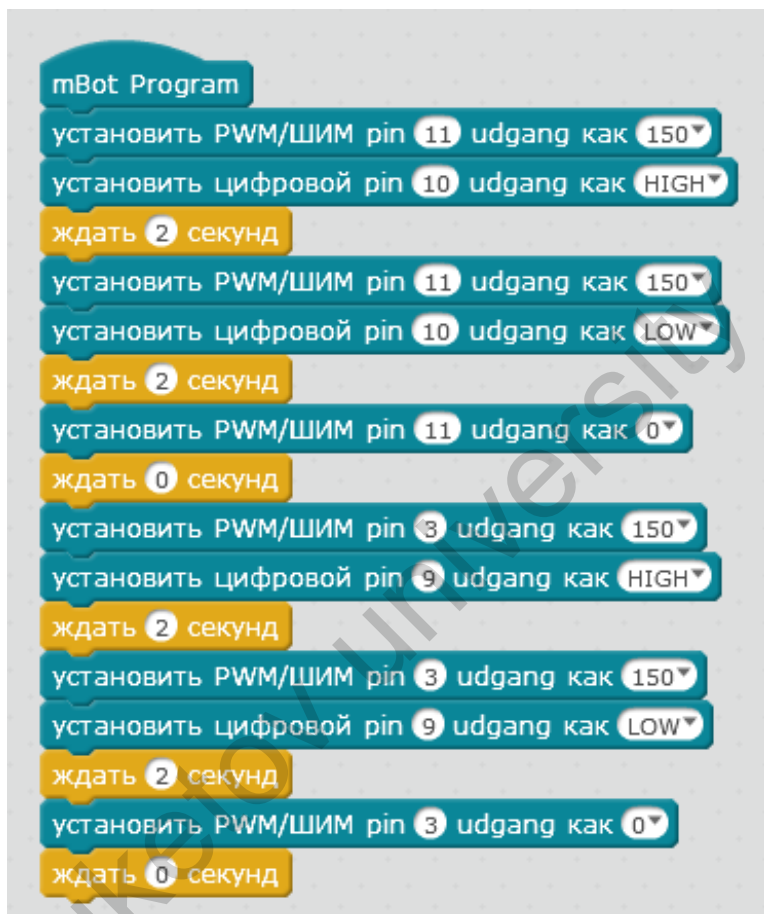 mBot Program
установить PWM/ШИМ pin 11 udgang как 150
установить цифровой pin 10 udgang как HIGH
ждать 2 секунд
установить PWM/ШИМ pin 11 udgang как 150
установить цифровой pin 10 udgang как LOW
ждать 2 секунд
установить PWM/ШИМ pin 11 udgang как 0
ждать 0 секунд
установить PWM/ШИМ pin 3 udgang как 150
установить цифровой pin 9 udgang как HIGH
ждать 2 секунд
установить PWM/ШИМ pin 3 udgang как 150
установить цифровой pin 9 udgang как LOW
ждать 2 секунд
установить PWM/ШИМ pin 3 udgang как 0
ждать 0 секунд
university